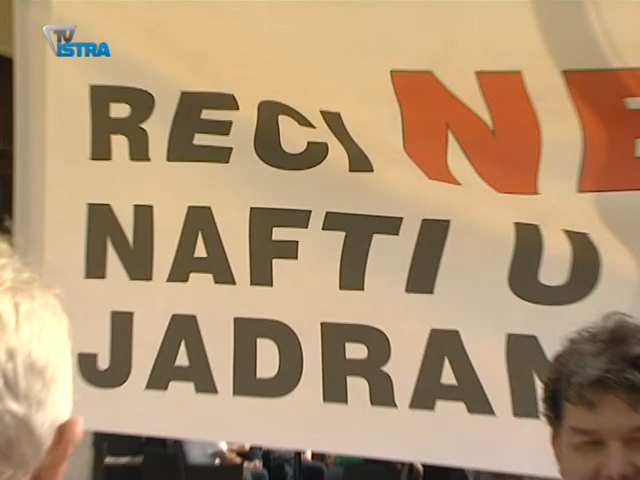 TV
ISTRA
RECI NE
NAFTI U
JADRAN